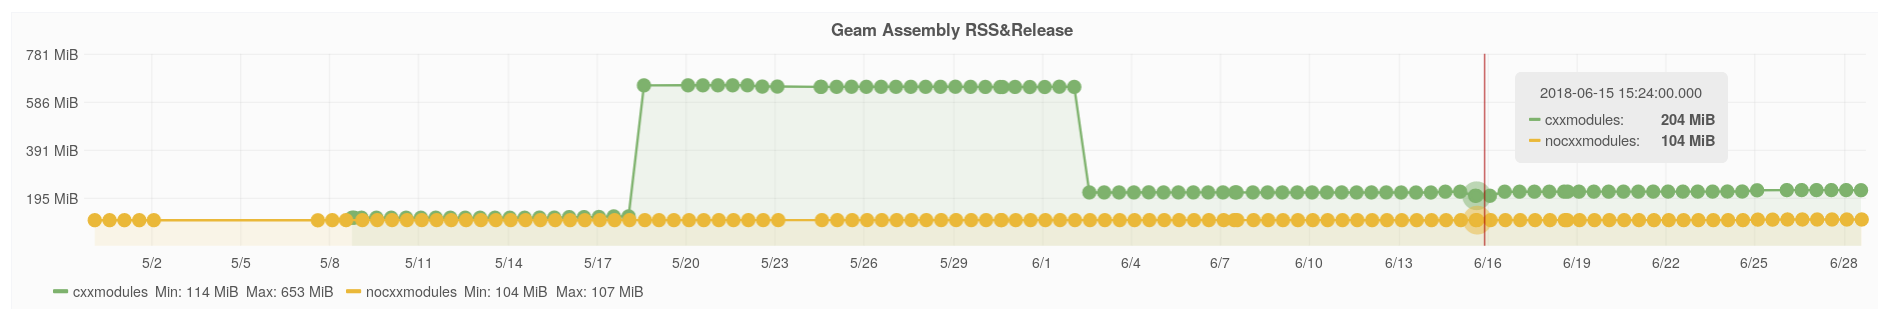 Geam Assembly RSS&Release
781 MiB
586 MiB
391 MiB
195 MiB
2018-06-15 15:24:00.000
cxxmodules: 204 MiB
nocxxmodules: 104 MiB
5/2 5/5 5/8 5/11 5/14 5/17 5/20 5/23 5/26 5/29 6/1 6/4 6/7 6/10 6/13 6/16 6/19 6/22 6/25 6/28
cxxmodules Min: 114 MiB Max: 653 MiB nocxxmodules Min: 104 MiB Max: 107 MiB